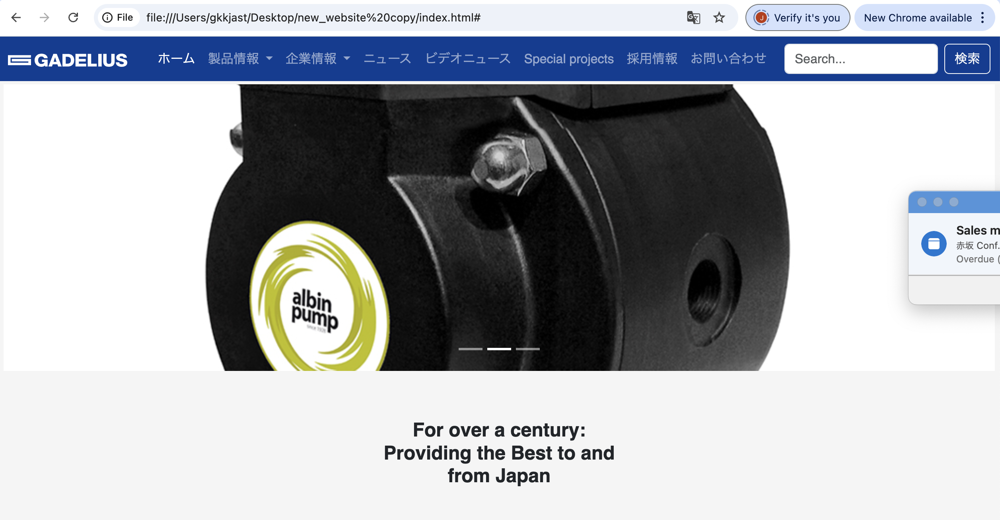 File file:///Users/gkkjast/Desktop/new_website%20copy/index.html# Verify it's you New Chrome available
J
GADELIUS ホーム 製品情報 企業情報 ニュース ビデオニュース Special projects 採用情報 お問い合わせ Search... 検索
Sales m
赤坂 Conf.
Overdue (
albin
pump
since 1928
For over a century:
Providing the Best to and
from Japan